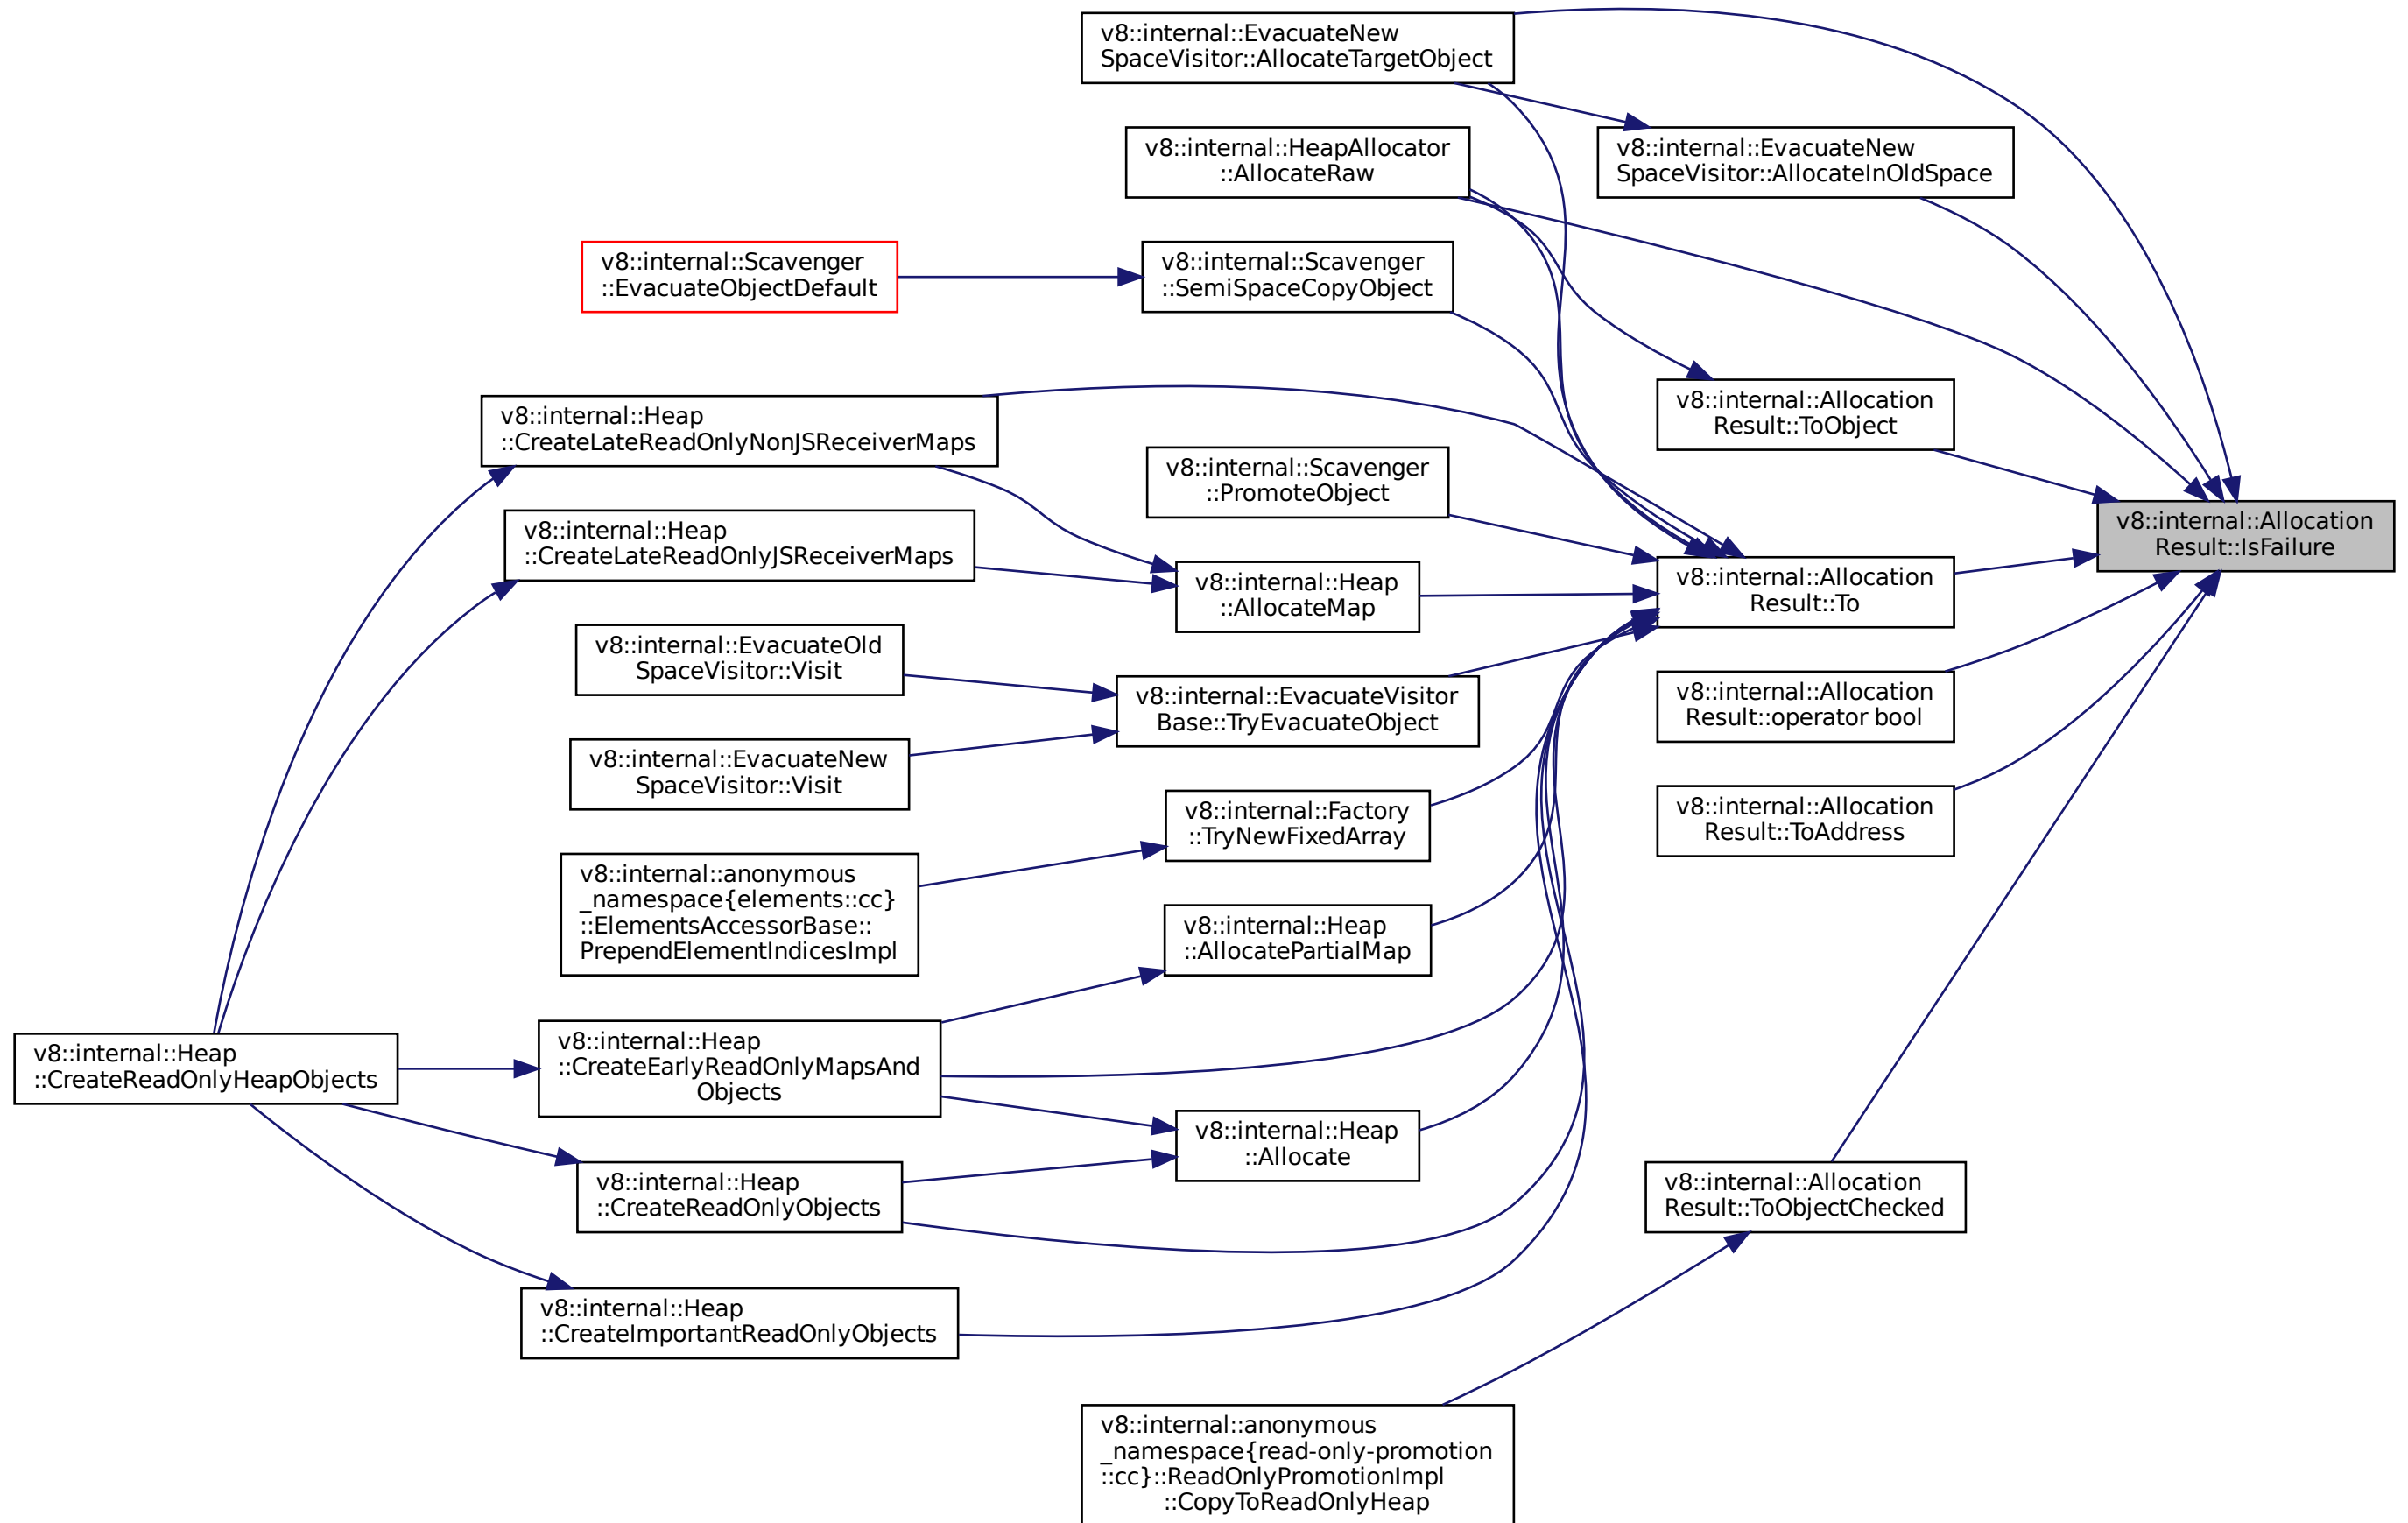 v8::internal::EvacuateNew
SpaceVisitor::AllocateTargetObject
v8::internal::HeapAllocator
::AllocateRaw
v8::internal::EvacuateNew
SpaceVisitor::AllocateInOldSpace
v8::internal::Scavenger
::EvacuateObjectDefault
v8::internal::Scavenger
::SemiSpaceCopyObject
v8::internal::Allocation
Result::ToObject
v8::internal::Heap
::CreateLateReadOnlyNonJSReceiverMaps
v8::internal::Scavenger
::PromoteObject
v8::internal::Allocation
Result::IsFailure
v8::internal::Heap
::CreateLateReadOnlyJSReceiverMaps
v8::internal::Heap
::AllocateMap
v8::internal::Allocation
Result::To
v8::internal::EvacuateOld
SpaceVisitor::Visit
v8::internal::EvacuateVisitor
Base::TryEvacuateObject
v8::internal::Allocation
Result::operator bool
v8::internal::EvacuateNew
SpaceVisitor::Visit
v8::internal::Factory
::TryNewFixedArray
v8::internal::Allocation
Result::ToAddress
v8::internal::anonymous
_namespace{elements::cc}
::ElementsAccessorBase::
PrependElementIndicesImpl
v8::internal::Heap
::AllocatePartialMap
v8::internal::Heap
::CreateReadOnlyHeapObjects
v8::internal::Heap
::CreateEarlyReadOnlyMapsAnd
Objects
v8::internal::Heap
::Allocate
v8::internal::Heap
::CreateReadOnlyObjects
v8::internal::Allocation
Result::ToObjectChecked
v8::internal::Heap
::CreateImportantReadOnlyObjects
v8::internal::anonymous
_namespace{read-only-promotion
::cc}::ReadOnlyPromotionImpl
::CopyToReadOnlyHeap